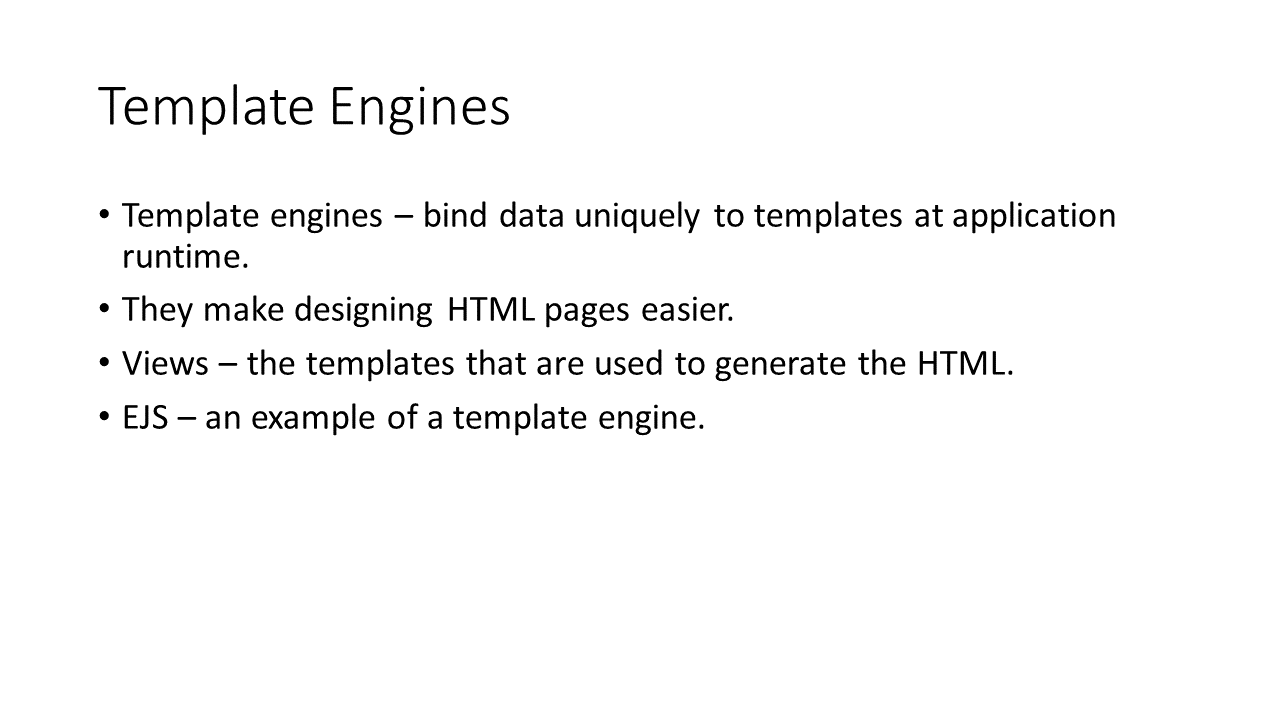 Template Engines
• Template engines – bind data uniquely to templates at application
runtime.
• They make designing HTML pages easier.
• Views – the templates that are used to generate the HTML.
• EJS – an example of a template engine.